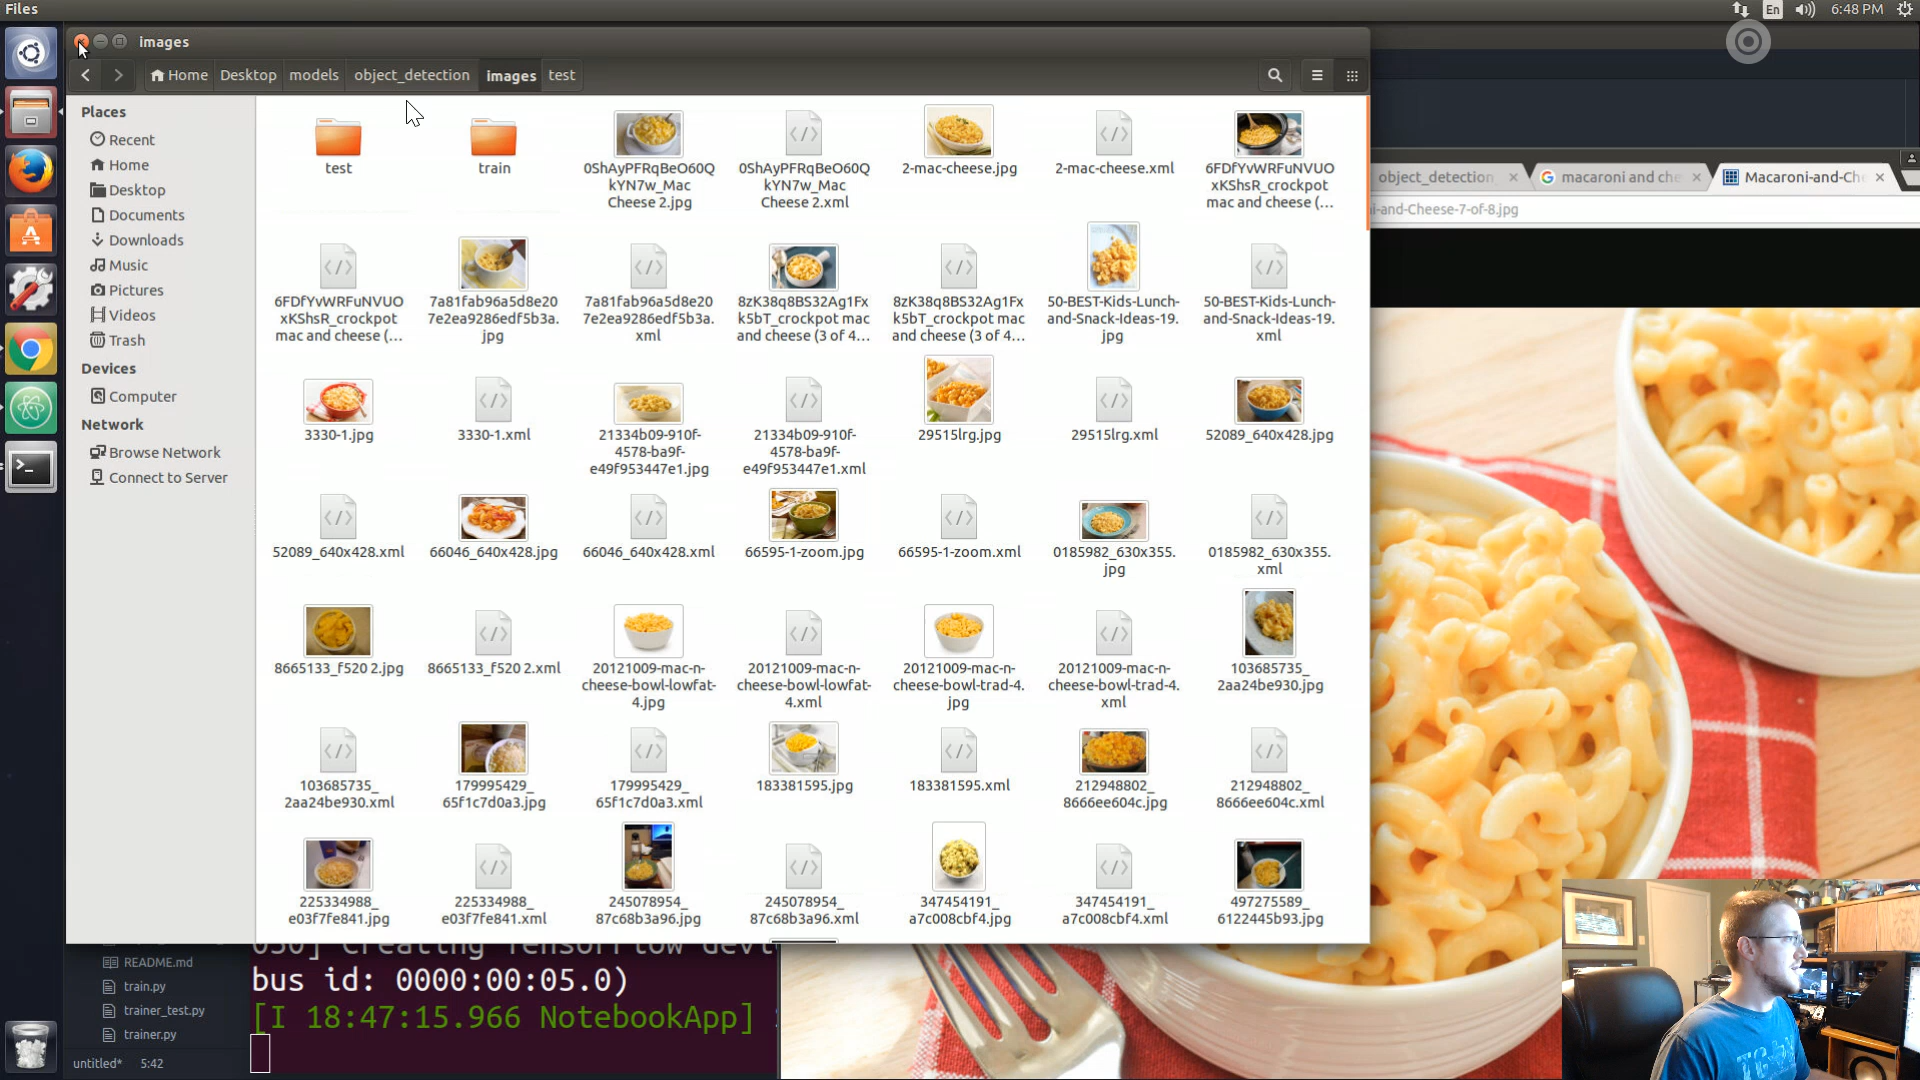 Files
En
6:48 PM
images
Home
Desktop
models
object_detection
images
test
Places
Recent
Home
Desktop
Documents
Downloads
Music
Pictures
Videos
Trash
Devices
Computer
Network
Browse Network
Connect to Server
test
train
0ShAyPFRqBeO60Q
kYN7w_Mac
Cheese 2.jpg
0ShAyPFRqBeO60Q
kYN7w_Mac
Cheese 2.xml
2-mac-cheese.jpg
2-mac-cheese.xml
6FDfYvWRFuNVUO
xKShsR_crockpot
mac and cheese (...
6FDfYvWRFuNVUO
xKShsR_crockpot
mac and cheese (...
7a81fab96a5d8e20
7e2ea9286edf5b3a.
jpg
7a81fab96a5d8e20
7e2ea9286edf5b3a.
xml
8zK38q8BS32Ag1Fx
k5bT_crockpot mac
and cheese (3 of 4...
8zK38q8BS32Ag1Fx
k5bT_crockpot mac
and cheese (3 of 4...
50-BEST-Kids-Lunch-
and-Snack-Ideas-19.
jpg
50-BEST-Kids-Lunch-
and-Snack-Ideas-19.
xml
3330-1.jpg
3330-1.xml
21334b09-910f-
4578-ba9f-
e49f953447e1.jpg
21334b09-910f-
4578-ba9f-
e49f953447e1.xml
29515lrg.jpg
29515lrg.xml
52089_640x428.jpg
52089_640x428.xml
66046_640x428.jpg
66046_640x428.xml
66595-1-zoom.jpg
66595-1-zoom.xml
0185982_630x355.
jpg
0185982_630x355.
xml
8665133_f520 2.jpg
8665133_f520 2.xml
20121009-mac-n-
cheese-bowl-lowfat-
4.jpg
20121009-mac-n-
cheese-bowl-lowfat-
4.xml
20121009-mac-n-
cheese-bowl-trad-4.
jpg
20121009-mac-n-
cheese-bowl-trad-4.
xml
103685735_
2aa24be930.jpg
103685735_
2aa24be930.xml
179995429_
65f1c7d0a3.jpg
179995429_
65f1c7d0a3.xml
183381595.jpg
183381595.xml
212948802_
8666ee604c.jpg
212948802_
8666ee604c.xml
225334988_
e03f7fe841.jpg
225334988_
e03f7fe841.xml
245078954_
87c68b3a96.jpg
245078954_
87c68b3a96.xml
347454191_
a7c008cbf4.jpg
347454191_
a7c008cbf4.xml
497275589_
6122445b93.jpg
object_detection
macaroni and che
Macaroni-and-Che
i-and-Cheese-7-of-8.jpg
README.md
train.py
trainer_test.py
trainer.py
untitled*
5:42
030] Creating TensorFlow dev
bus id: 0000:00:05.0)
[I 18:47:15.966 NotebookApp]